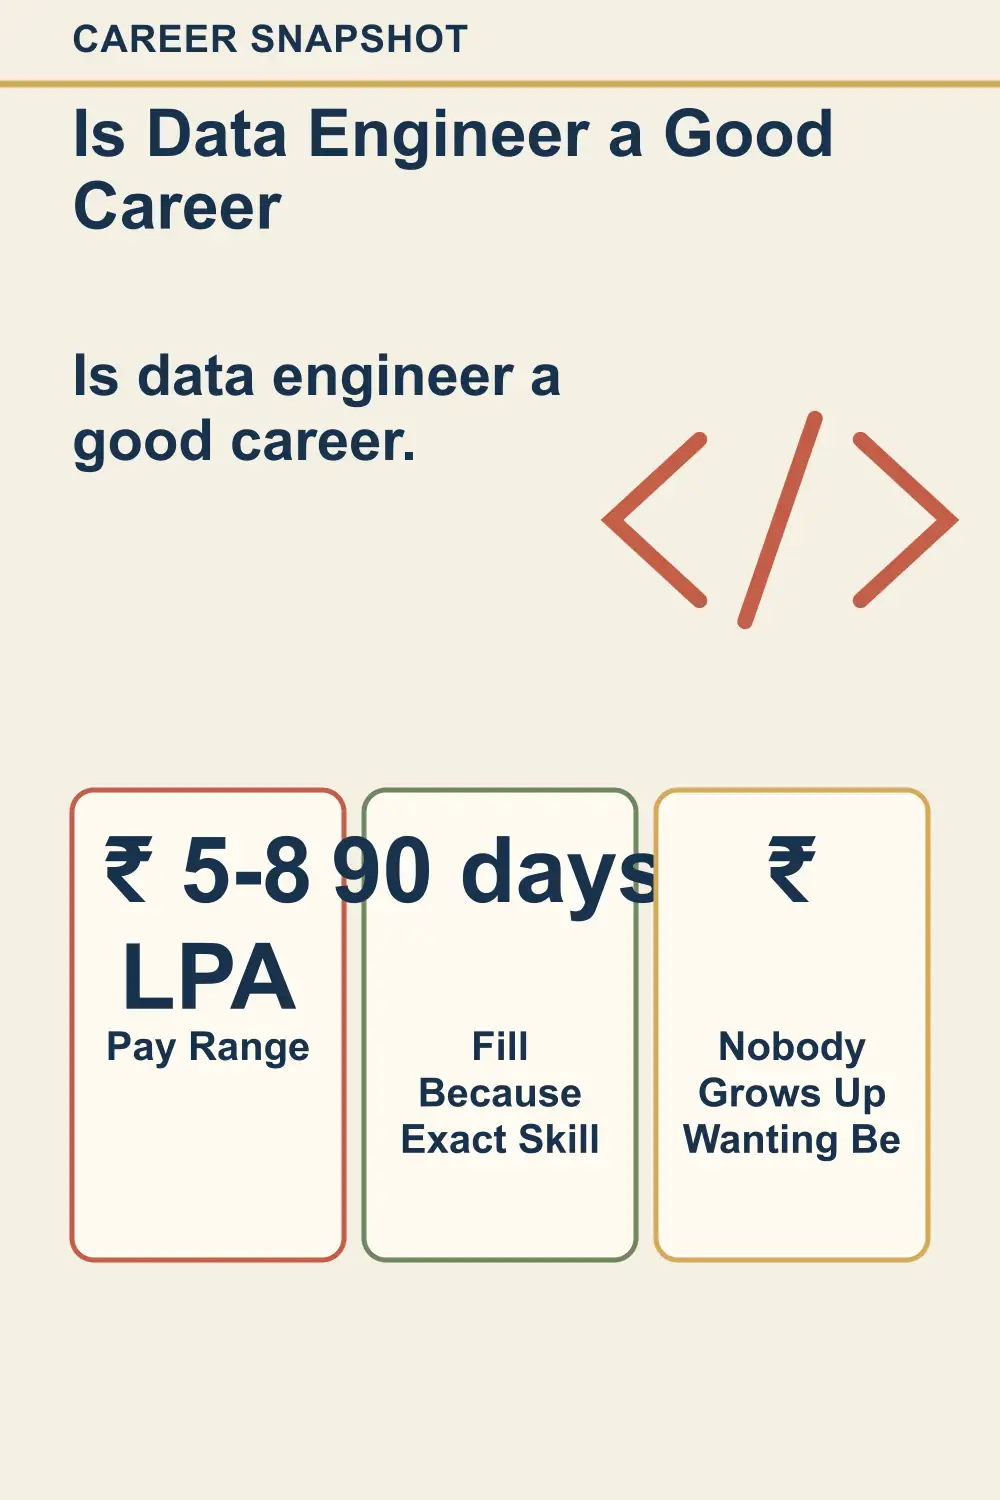 CAREER SNAPSHOT
Is Data Engineer a Good
Career
Is data engineer a
good career.
</>
₹ 5-8
LPA
Pay Range
90 days
Fill
Because
Exact Skill
₹
Nobody
Grows Up
Wanting Be